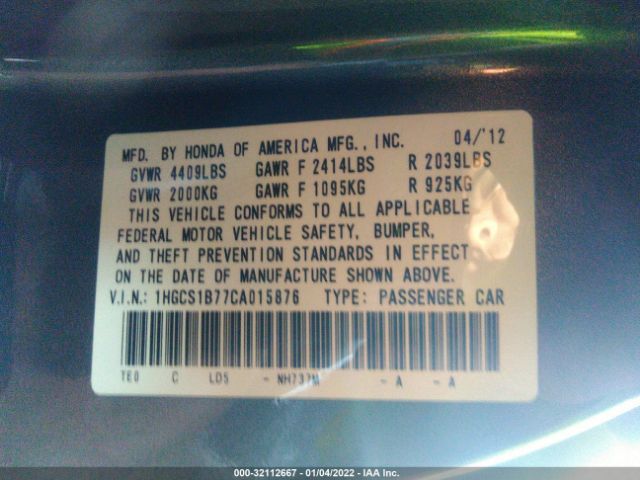 MFD. BY HONDA OF AMERICA MFG., INC. 04/'12
GVWR 4409LBS GAWR F 2414LBS R 2039LBS
GVWR 2000KG GAWR F 1095KG R 925KG
THIS VEHICLE CONFORMS TO ALL APPLICABLE
FEDERAL MOTOR VEHICLE SAFETY, BUMPER,
AND THEFT PREVENTION STANDARDS IN EFFECT
ON THE DATE OF MANUFACTURE SHOWN ABOVE.
V.I.N.: 1HGCS1B77CA015876 TYPE: PASSENGER CAR
TE0 C LD5 - NH737M - A - A
000-32112667 - 01/04/2022 - IAA Inc.